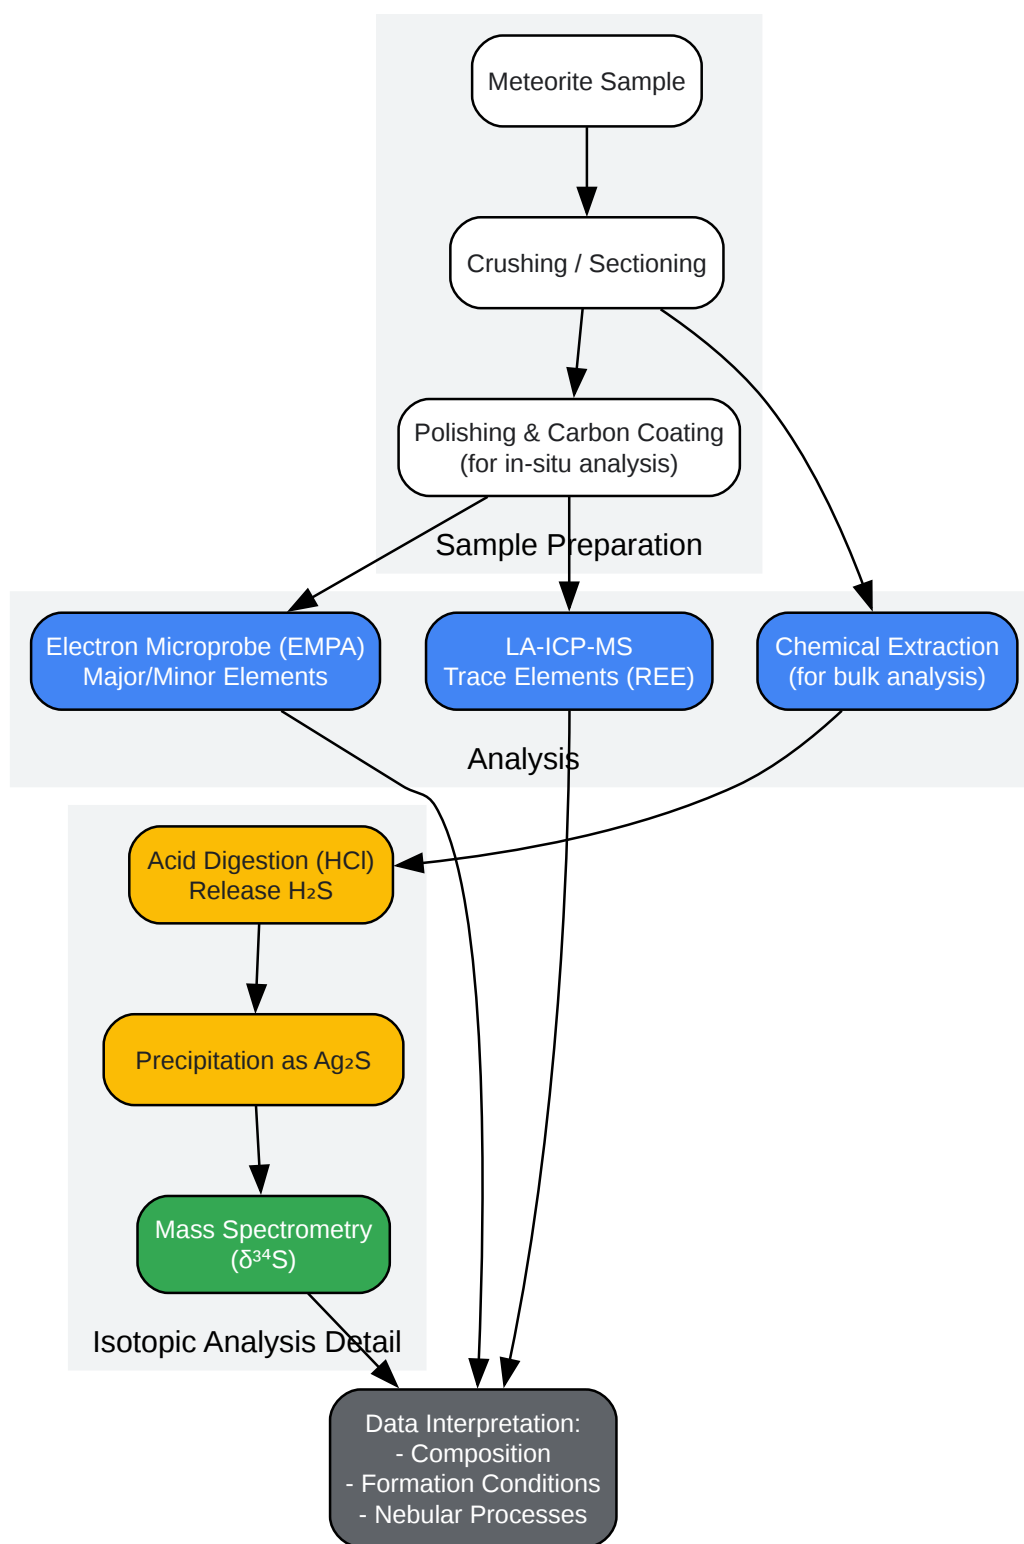 Meteorite Sample
Crushing / Sectioning
Polishing & Carbon Coating
(for in-situ analysis)
Sample Preparation
Electron Microprobe (EMPA)
Major/Minor Elements
LA-ICP-MS
Trace Elements (REE)
Chemical Extraction
(for bulk analysis)
Analysis
Acid Digestion (HCl)
Release H₂S
Precipitation as Ag₂S
Mass Spectrometry
(δ³⁴S)
Isotopic Analysis Detail
Data Interpretation:
- Composition
- Formation Conditions
- Nebular Processes